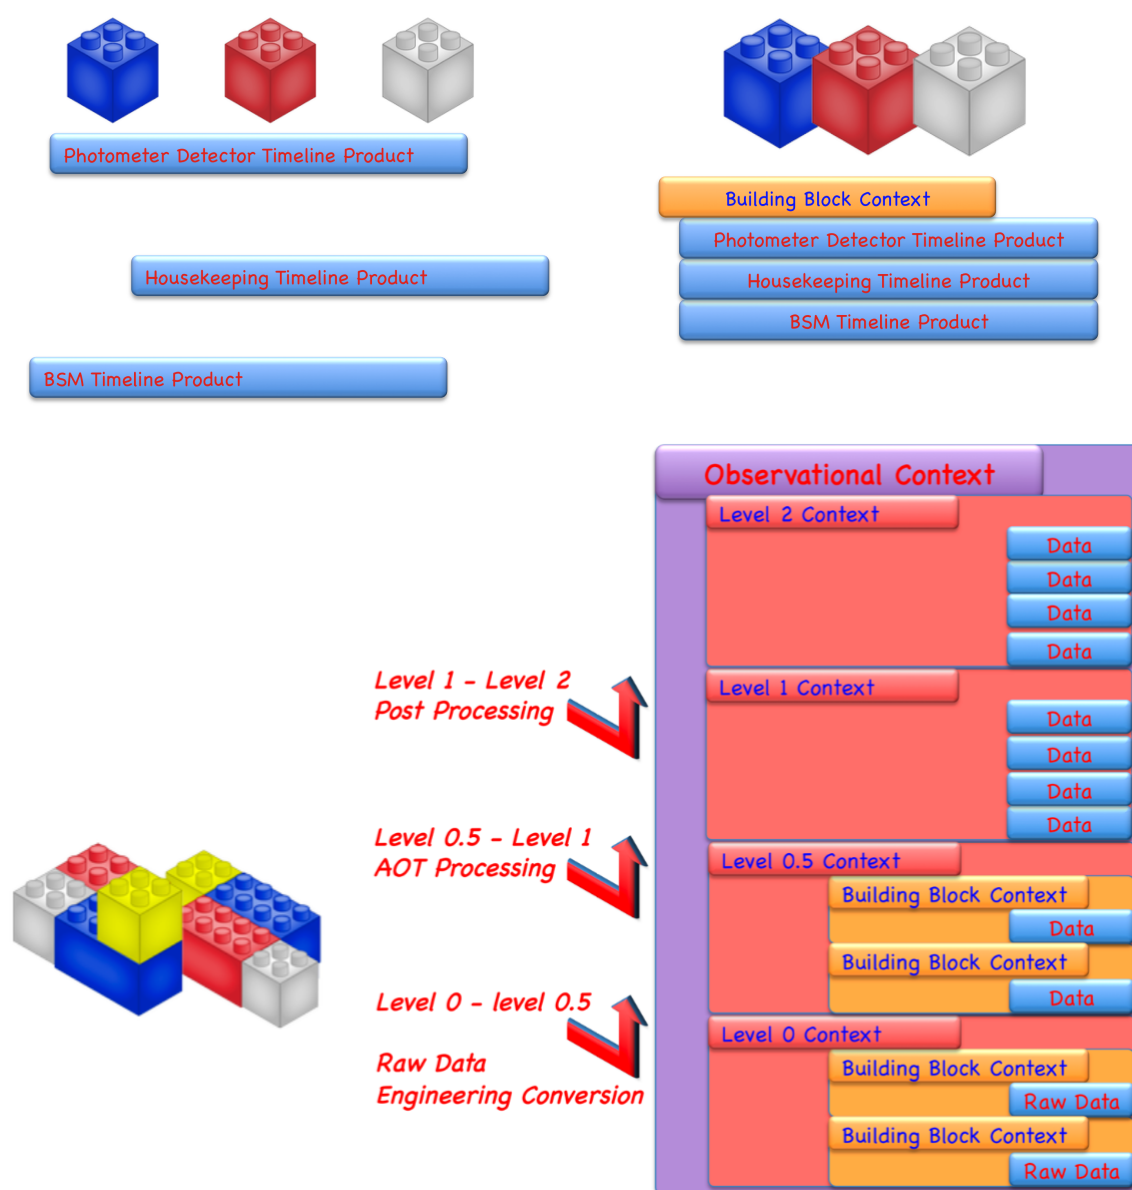 Photometer Detector Timeline Product
Housekeeping Timeline Product
BSM Timeline Product
Building Block Context
Photometer Detector Timeline Product
Housekeeping Timeline Product
BSM Timeline Product
Observational Context
Level 2 Context
Data
Data
Data
Data
Level 1 - Level 2
Post Processing
Level 1 Context
Data
Data
Data
Data
Level 0.5 - Level 1
AOT Processing
Level 0.5 Context
Building Block Context
Data
Building Block Context
Data
Level 0 - level 0.5
Raw Data
Engineering Conversion
Level 0 Context
Building Block Context
Raw Data
Building Block Context
Raw Data